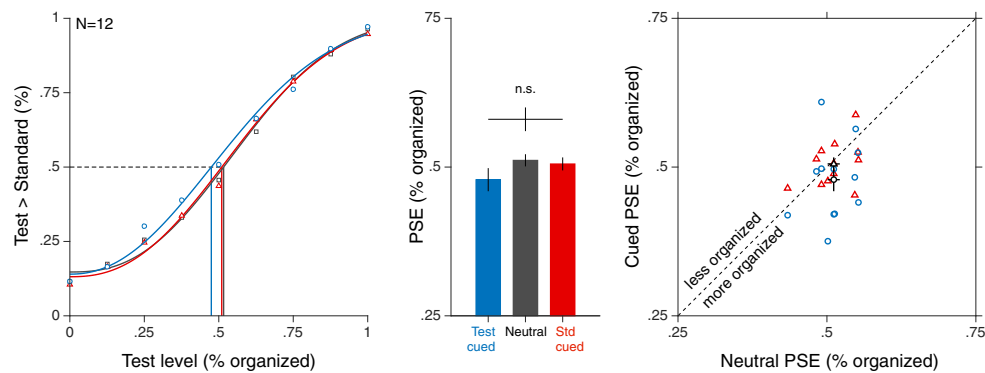 N=12
Test > Standard (%)
1
.75
.5
.25
0
0
.25
.5
.75
1
Test level (% organized)
PSE (% organized)
.75
.5
.25
n.s.
Test cued
Neutral
Std cued
Cued PSE (% organized)
.75
.5
.25
less organized
more organized
.25
.5
.75
Neutral PSE (% organized)